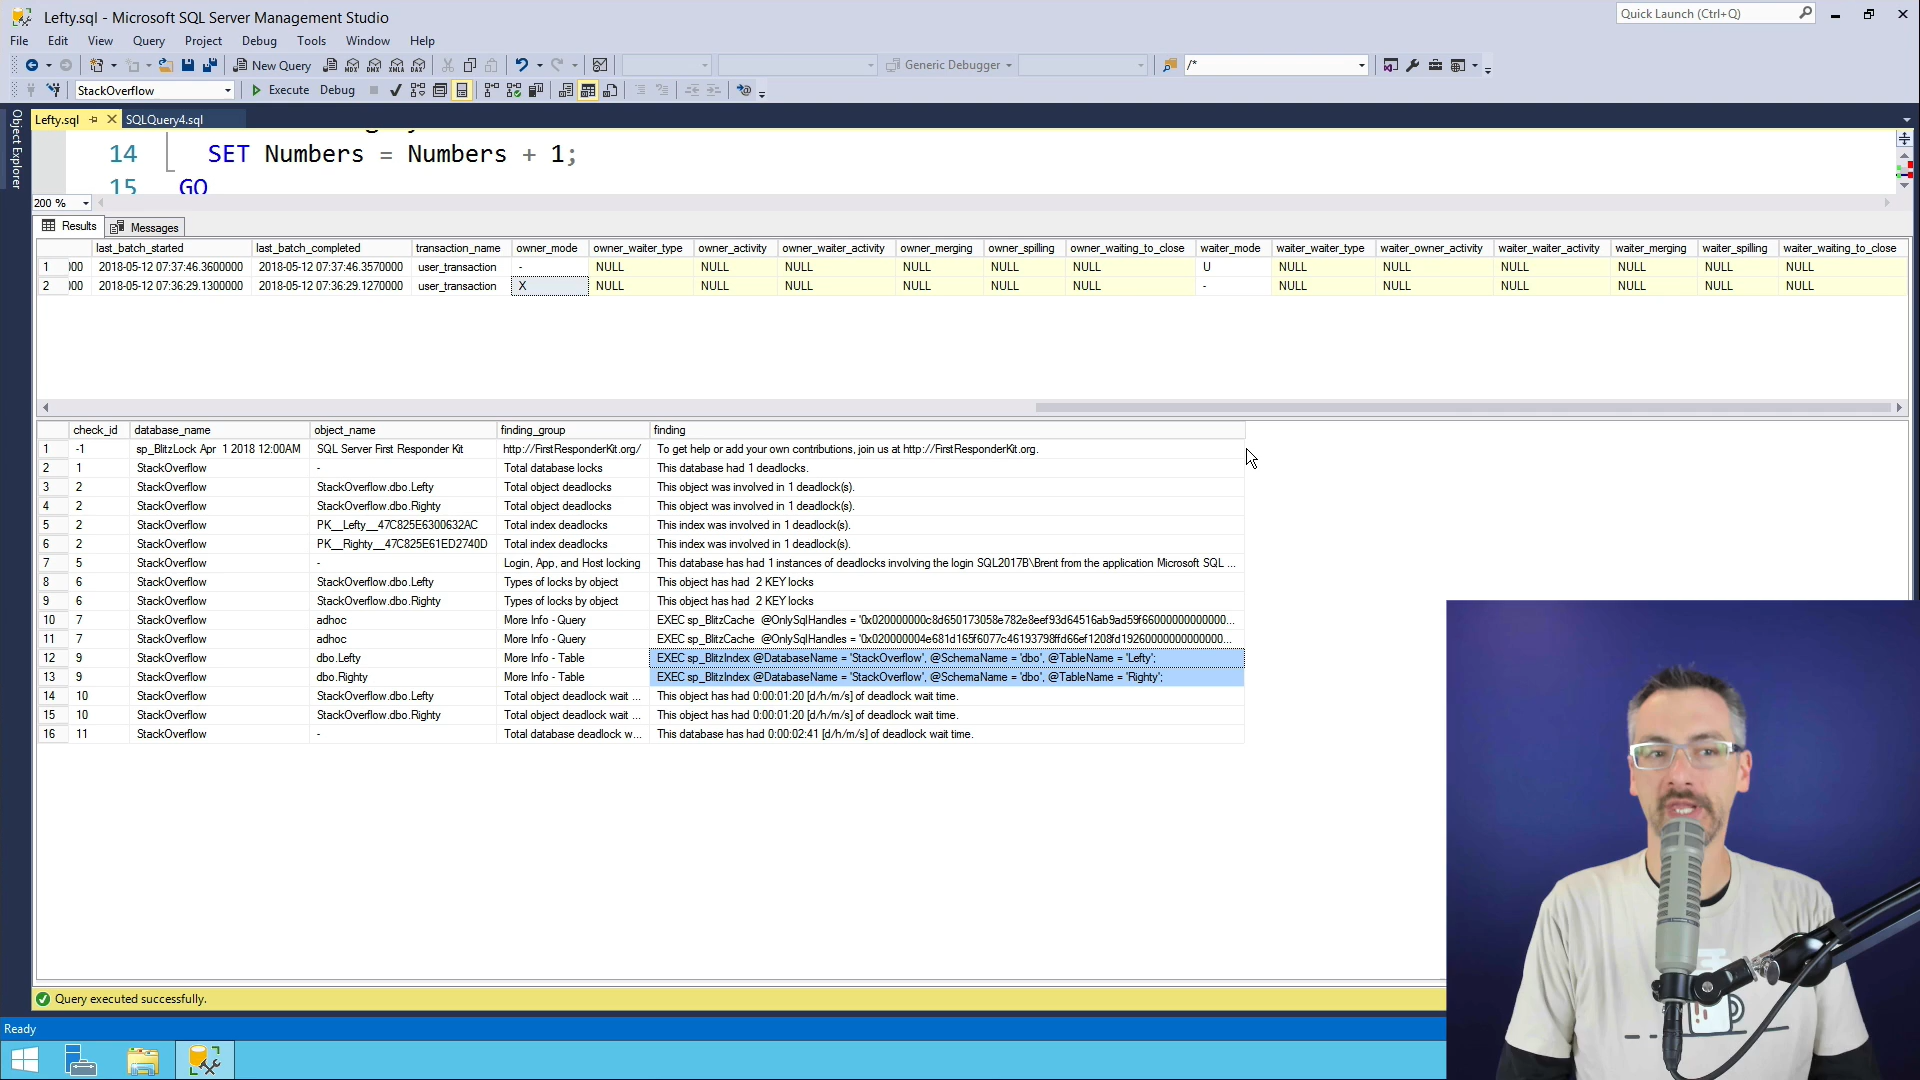 Lefty.sql - Microsoft SQL Server Management Studio
Quick Launch (Ctrl+Q)
File Edit View Query Project Debug Tools Window Help
New Query Generic Debugger /*
StackOverflow Execute Debug
Object Explorer
Lefty.sql SQLQuery4.sql
14 SET Numbers = Numbers + 1;
15 GO
200 %
Results Messages
last_batch_started last_batch_completed transaction_name owner_mode owner_waiter_type owner_activity owner_waiter_activity owner_merging owner_spilling owner_waiting_to_close waiter_mode waiter_waiter_type waiter_owner_activity waiter_waiter_activity waiter_merging waiter_spilling waiter_waiting_to_close
1 000 2018-05-12 07:37:46.3600000 2018-05-12 07:37:46.3570000 user_transaction - NULL NULL NULL NULL NULL NULL U NULL NULL NULL NULL NULL NULL
2 000 2018-05-12 07:36:29.1300000 2018-05-12 07:36:29.1270000 user_transaction X NULL NULL NULL NULL NULL NULL - NULL NULL NULL NULL NULL NULL
check_id database_name object_name finding_group finding
1 -1 sp_BlitzLock Apr 1 2018 12:00AM SQL Server First Responder Kit http://FirstResponderKit.org/ To get help or add your own contributions, join us at http://FirstResponderKit.org.
2 1 StackOverflow - Total database locks This database had 1 deadlocks.
3 2 StackOverflow StackOverflow.dbo.Lefty Total object deadlocks This object was involved in 1 deadlock(s).
4 2 StackOverflow StackOverflow.dbo.Righty Total object deadlocks This object was involved in 1 deadlock(s).
5 2 StackOverflow PK__Lefty__47C825E6300632AC Total index deadlocks This index was involved in 1 deadlock(s).
6 2 StackOverflow PK__Righty__47C825E61ED2740D Total index deadlocks This index was involved in 1 deadlock(s).
7 5 StackOverflow - Login, App, and Host locking This database has had 1 instances of deadlocks involving the login SQL2017B\Brent from the application Microsoft SQL ...
8 6 StackOverflow StackOverflow.dbo.Lefty Types of locks by object This object has had 2 KEY locks
9 6 StackOverflow StackOverflow.dbo.Righty Types of locks by object This object has had 2 KEY locks
10 7 StackOverflow adhoc More Info - Query EXEC sp_BlitzCache @OnlySqlHandles = '0x020000000c8d650173058e782e8eef93d64516ab9ad59f66000000000000...
11 7 StackOverflow adhoc More Info - Query EXEC sp_BlitzCache @OnlySqlHandles = '0x020000004e681d165f6077c46193798ffd66ef1208fd19260000000000000...
12 9 StackOverflow dbo.Lefty More Info - Table EXEC sp_BlitzIndex @DatabaseName = 'StackOverflow', @SchemaName = 'dbo', @TableName = 'Lefty';
13 9 StackOverflow dbo.Righty More Info - Table EXEC sp_BlitzIndex @DatabaseName = 'StackOverflow', @SchemaName = 'dbo', @TableName = 'Righty';
14 10 StackOverflow StackOverflow.dbo.Lefty Total object deadlock wait ... This object has had 0:00:01:20 [d/h/m/s] of deadlock wait time.
15 10 StackOverflow StackOverflow.dbo.Righty Total object deadlock wait ... This object has had 0:00:01:20 [d/h/m/s] of deadlock wait time.
16 11 StackOverflow - Total database deadlock w... This database has had 0:00:02:41 [d/h/m/s] of deadlock wait time.
Query executed successfully.
Ready